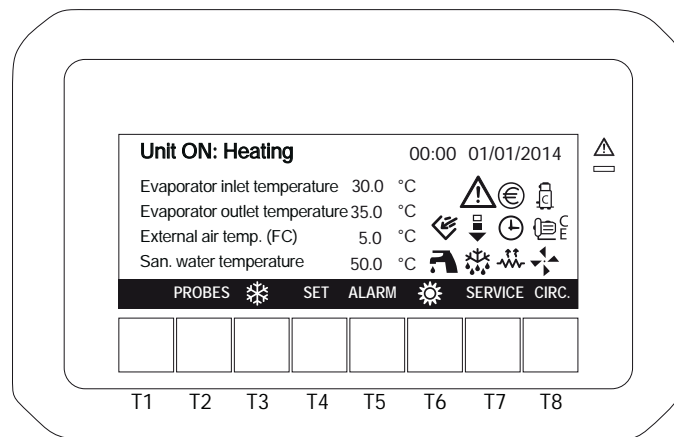 Unit ON: Heating 00:00 01/01/2014
Evaporator inlet temperature 30.0 °C
Evaporator outlet temperature 35.0 °C
External air temp. (FC) 5.0 °C
San. water temperature 50.0 °C
€ C
C E
PROBES SET ALARM SERVICE CIRC.
T1 T2 T3 T4 T5 T6 T7 T8